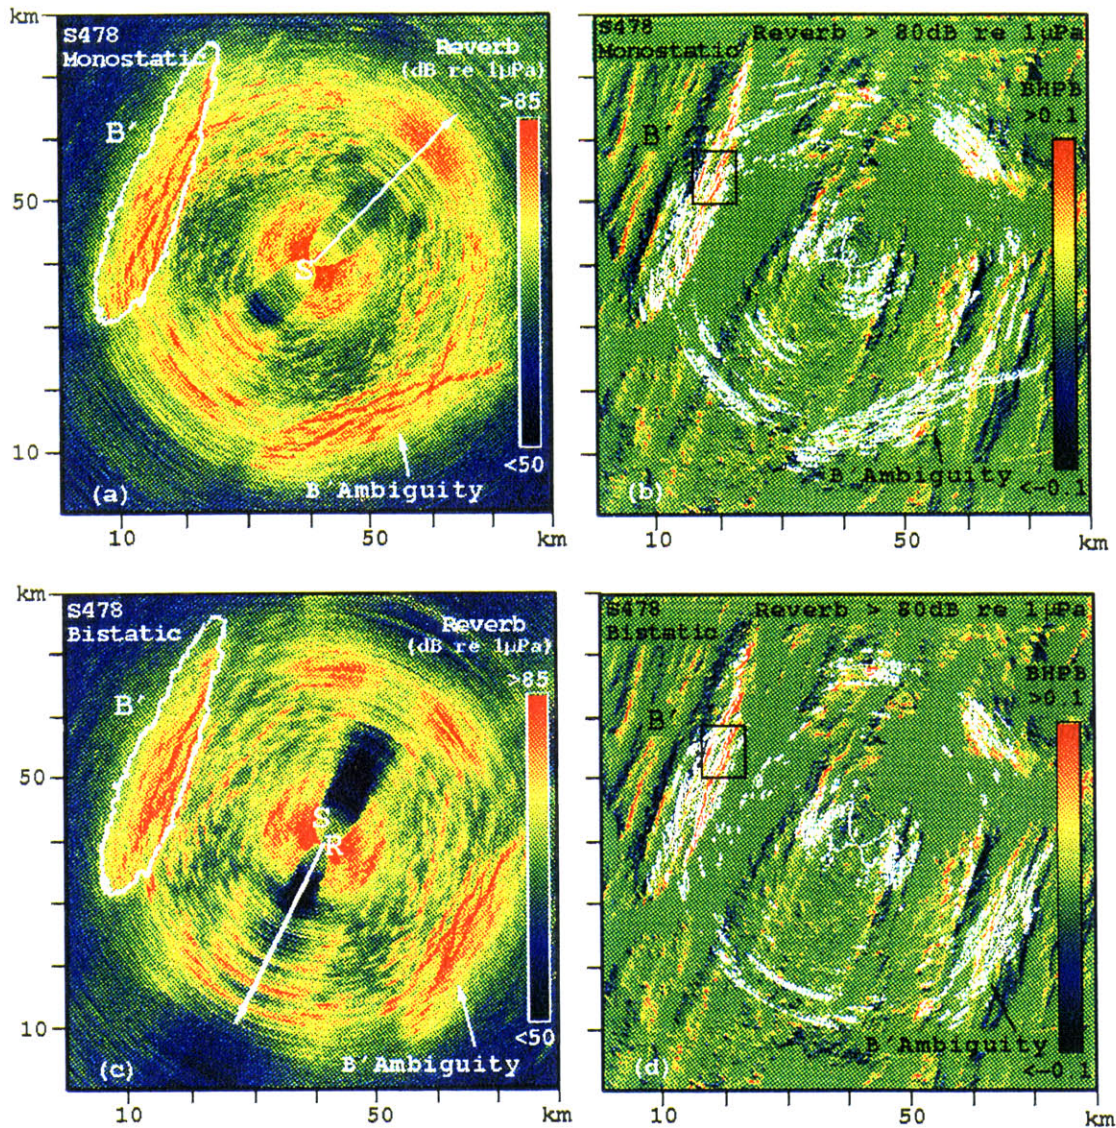 km
S478
Monostatic
Reverb
(dB re 1µPa)
>85
B′
50
S
10
<50
B′Ambiguity
(a)
10
50
km
S478
Monostatic
Reverb > 80dB re 1µPa
BHPB
>0.1
B′
B′Ambiguity
<-0.1
(b)
10
50
km
km
S478
Bistatic
Reverb
(dB re 1µPa)
>85
B′
50
S
R
10
<50
B′Ambiguity
(c)
10
50
km
S478
Bistatic
Reverb > 80dB re 1µPa
BHPB
>0.1
B′
B′Ambiguity
<-0.1
(d)
10
50
km